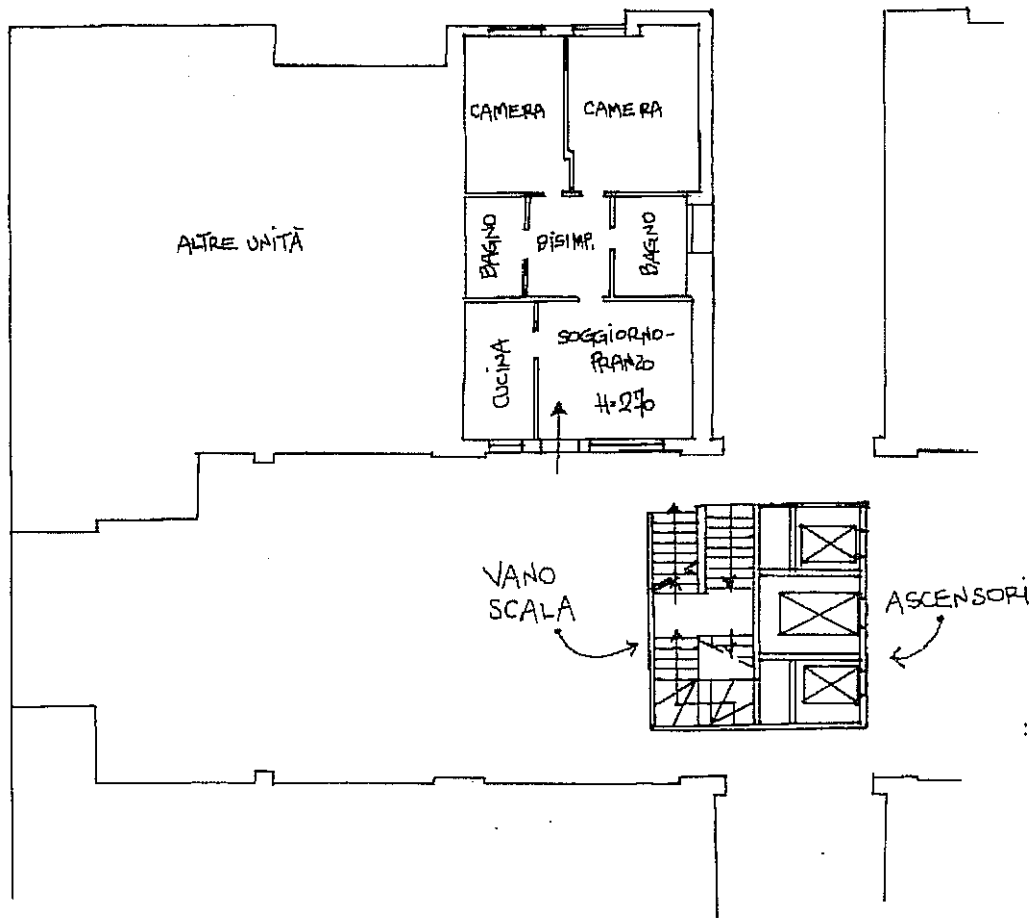 CAMERA
CAMERA
ALTRE UNITÀ
BAGNO
DISIMP.
BAGNO
CUCINA
SOGGIORNO-
PRANZO
H=270
VANO
SCALA
ASCENSORI